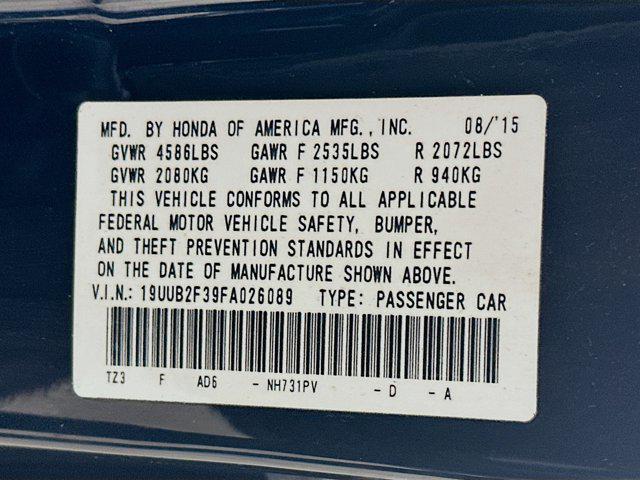 MFD. BY HONDA OF AMERICA MFG., INC. 08/'15
GVWR 4586LBS GAWR F 2535LBS R 2072LBS
GVWR 2080KG GAWR F 1150KG R 940KG
THIS VEHICLE CONFORMS TO ALL APPLICABLE
FEDERAL MOTOR VEHICLE SAFETY, BUMPER,
AND THEFT PREVENTION STANDARDS IN EFFECT
ON THE DATE OF MANUFACTURE SHOWN ABOVE.
V.I.N.: 19UUB2F39FA026089 TYPE: PASSENGER CAR
TZ3 F AD6 - NH731PV - D - A